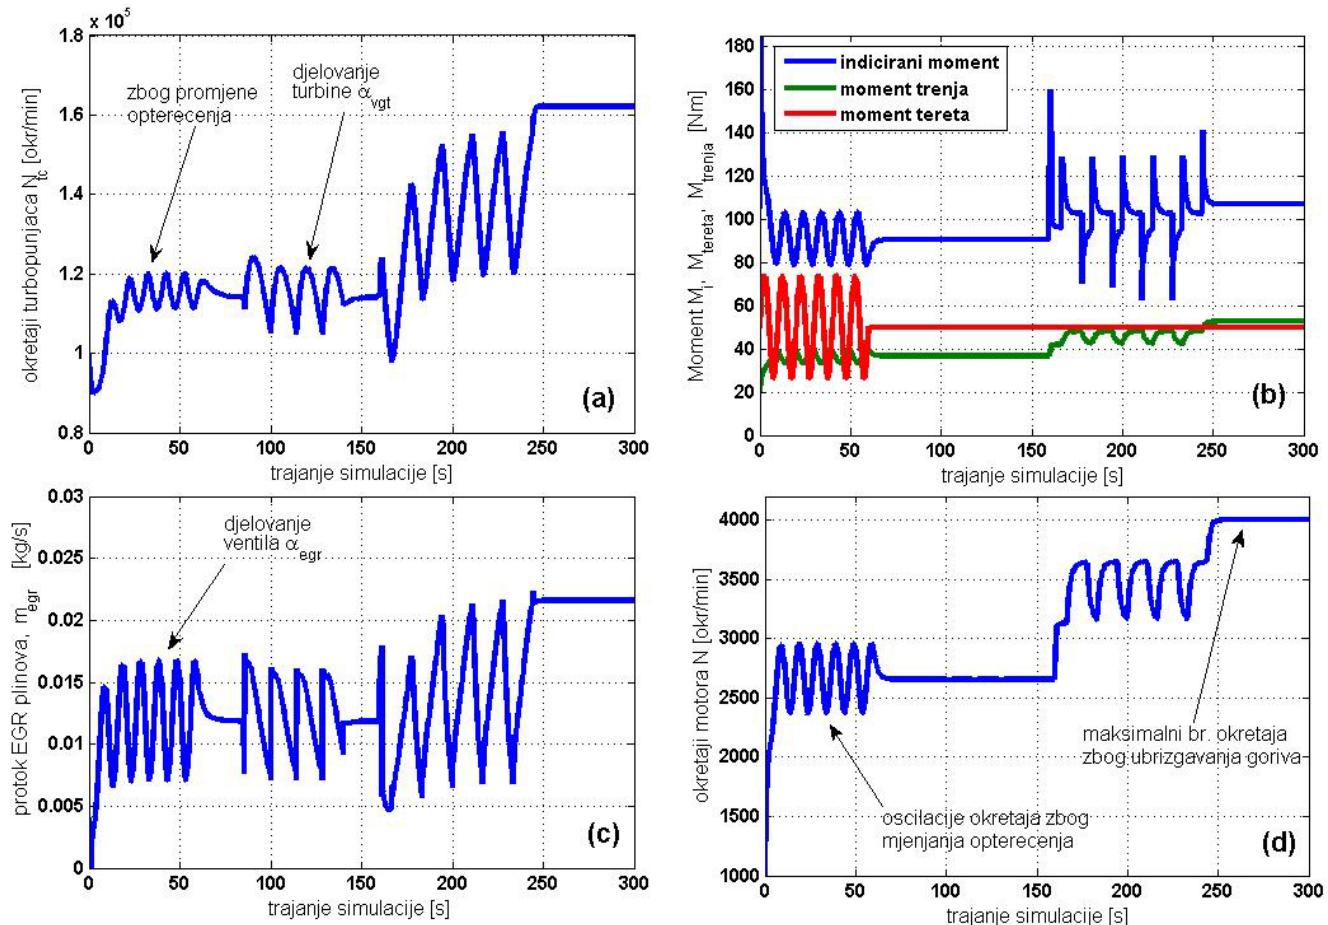 x 10⁵
1.8
1.6
1.4
1.2
1
0.8
okretaji turbopunjaca N_tc [okr/min]
zbog promjene
opterecenja
djelovanje
turbine α_vgt
(a)
0 50 100 150 200 250 300
trajanje simulacije [s]
180
160
140
120
100
80
60
40
20
0
Moment M_i, M_tereta, M_trenja [Nm]
indicirani moment
moment trenja
moment tereta
(b)
0 50 100 150 200 250 300
trajanje simulacije [s]
0.03
0.025
0.02
0.015
0.01
0.005
0
protok EGR plinova, m_egr [kg/s]
djelovanje
ventila α_egr
(c)
0 50 100 150 200 250 300
trajanje simulacije [s]
4000
3500
3000
2500
2000
1500
1000
okretaji motora N [okr/min]
maksimalni br. okretaja
zbog ubrizgavanja goriva
oscilacije okretaja zbog
mjenjanja opterecenja
(d)
0 50 100 150 200 250 300
trajanje simulacije [s]